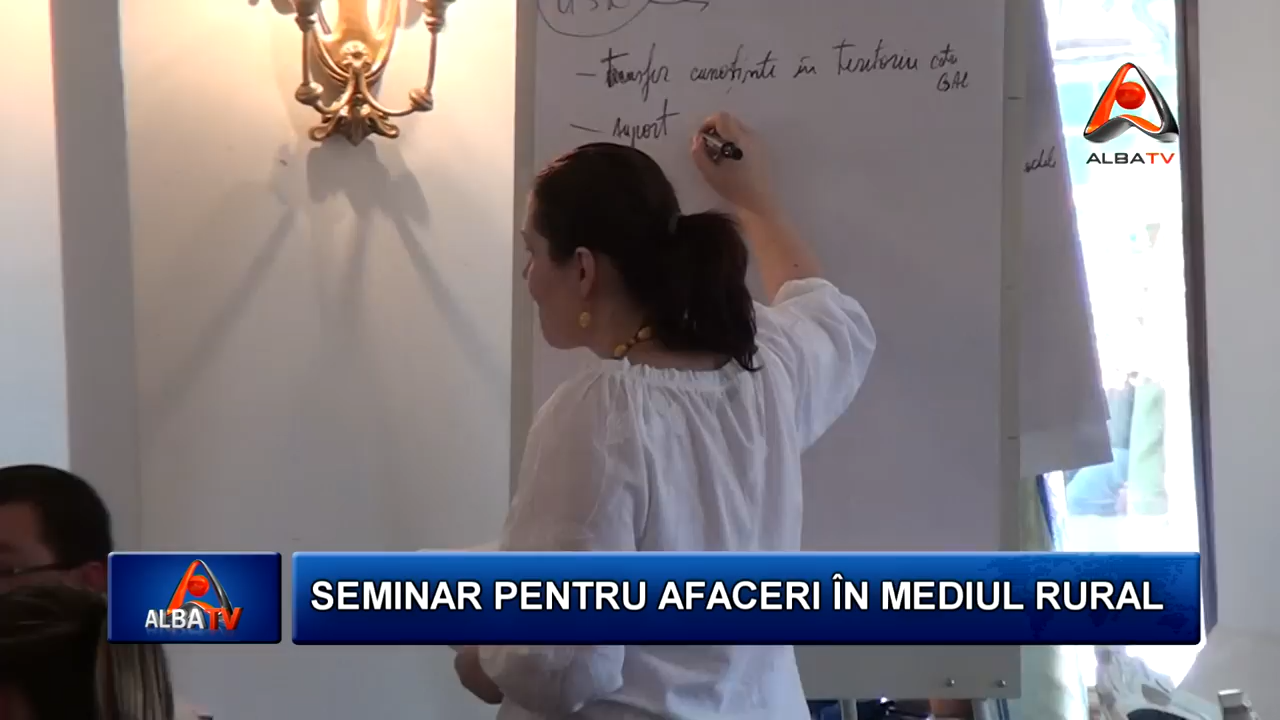 - transfer cunoștințe în teritoriu către
GAL
- suport
ALBATV
ALBATV
SEMINAR PENTRU AFACERI ÎN MEDIUL RURAL